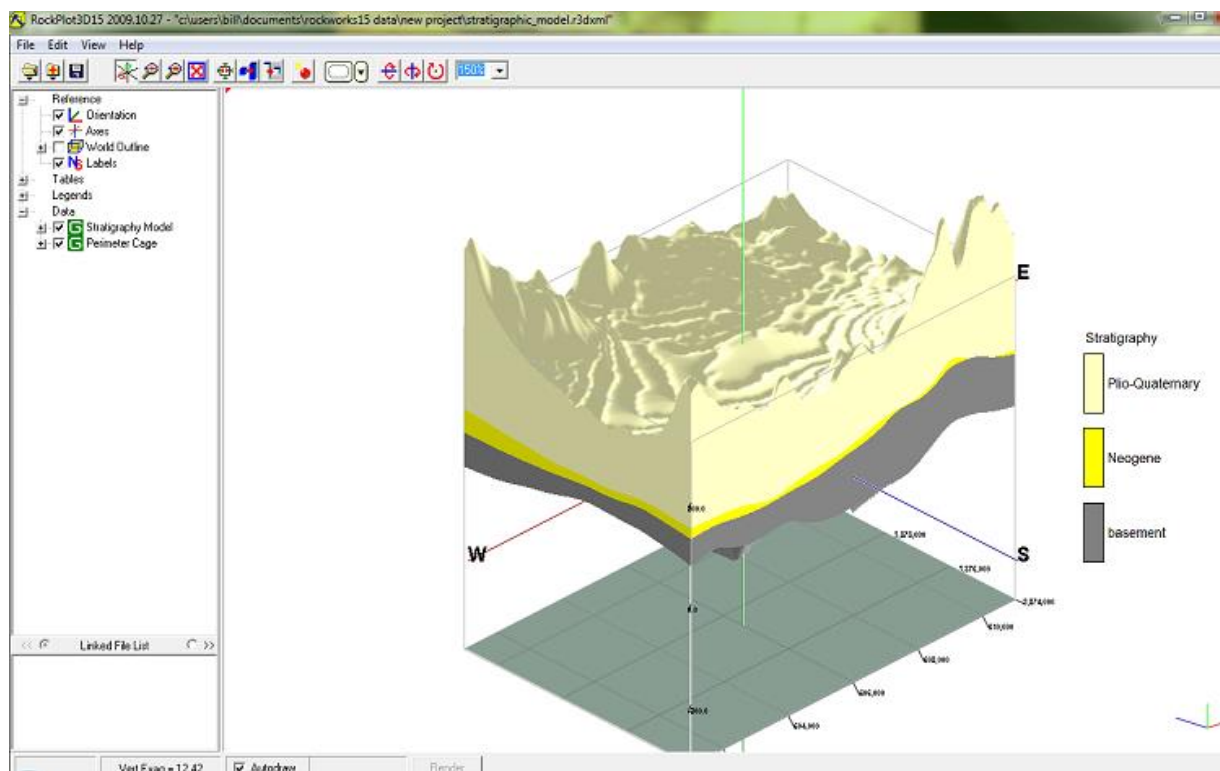 RockPlot3D15 2009.10.27 - "c:\users\bill\documents\rockworks15 data\new project\stratigraphic_model.r3dxml"
File Edit View Help
150%
Reference
Orientation
Axes
World Outline
Labels
Tables
Legends
Data
Stratigraphy Model
Perimeter Cage
<< Linked File List >>
E
W
S
Stratigraphy
Plio-Quaternary
Neogene
basement
Vert Exag = 12.42
Autodraw
Render